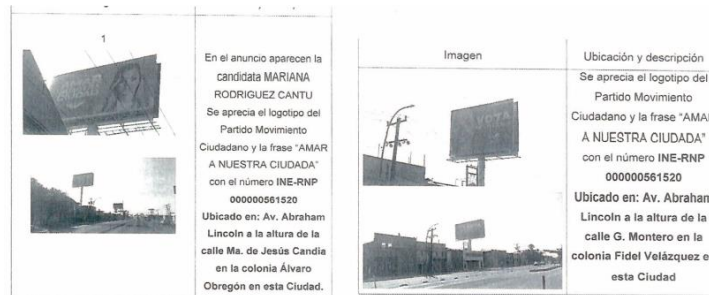 1
En el anuncio aparecen la
candidata MARIANA
RODRIGUEZ CANTU
Se aprecia el logotipo del
Partido Movimiento
Ciudadano y la frase "AMAR
A NUESTRA CIUDADA"
con el número INE-RNP
000000561520
Ubicado en: Av. Abraham
Lincoln a la altura de la
calle Ma. de Jesús Candia
en la colonia Álvaro
Obregón en esta Ciudad.
Imagen
Ubicación y descripción
Se aprecia el logotipo del
Partido Movimiento
Ciudadano y la frase "AMAR
A NUESTRA CIUDADA"
con el número INE-RNP
000000561520
Ubicado en: Av. Abraham
Lincoln a la altura de la
calle G. Montero en la
colonia Fidel Velázquez e
esta Ciudad
VOTA